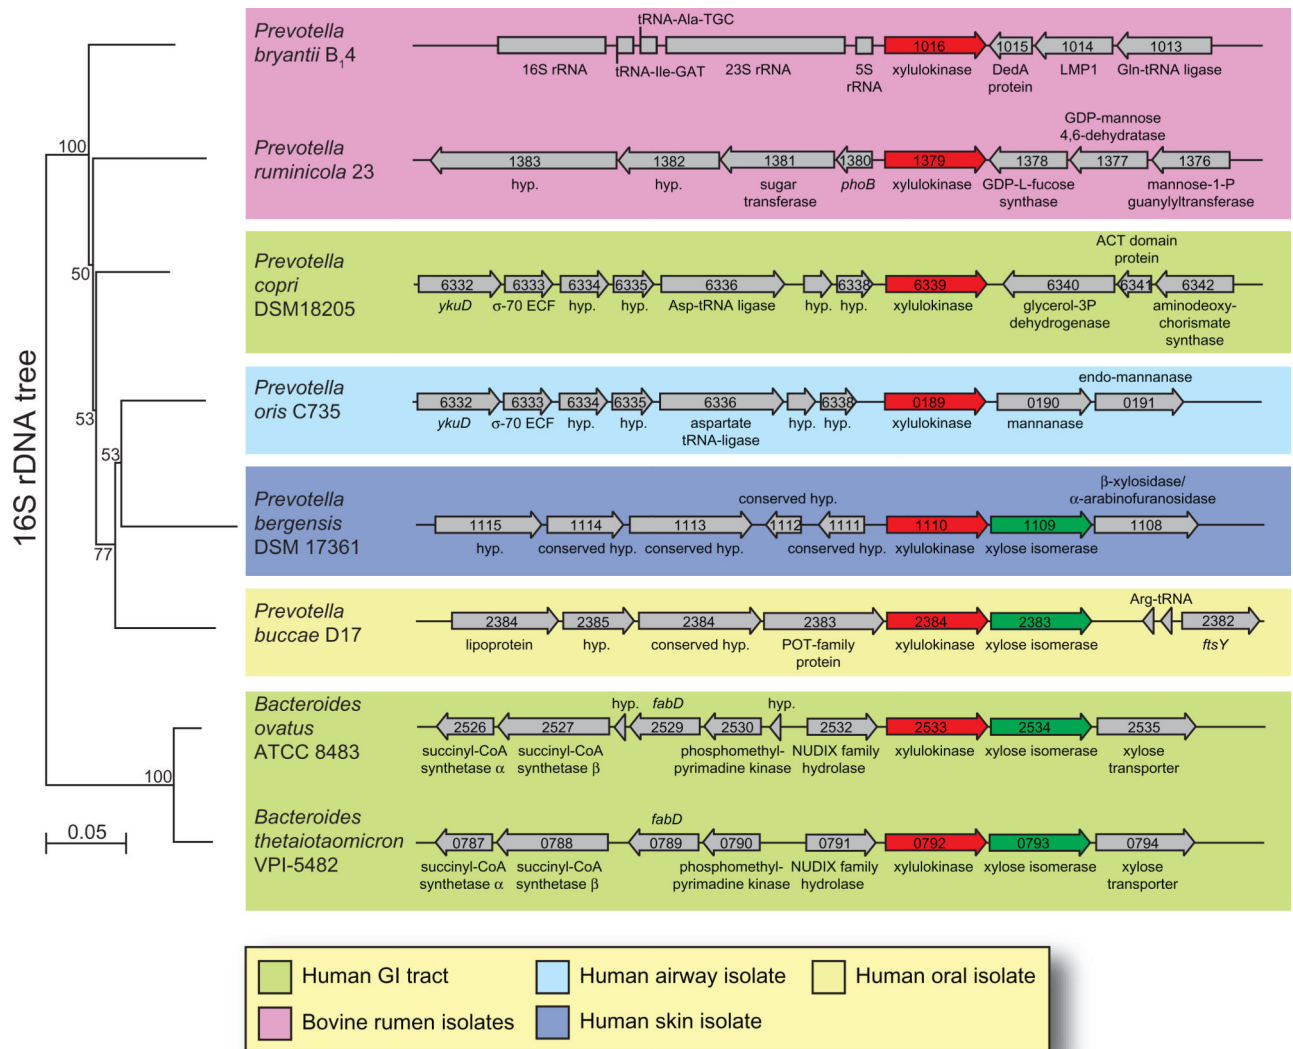 16S rDNA tree
100
50
53
53
77
100
0.05
Prevotella
bryantii B14
tRNA-Ala-TGC
1016 1015 1014 1013
16S rRNA
tRNA-Ile-GAT
23S rRNA
5S
rRNA
xylulokinase
DedA
protein
LMP1
Gln-tRNA ligase
Prevotella
ruminicola 23
GDP-mannose
4,6-dehydratase
1383 1382 1381 1380 1379 1378 1377 1376
hyp.
hyp.
sugar
transferase
phoB
xylulokinase
GDP-L-fucose
synthase
mannose-1-P
guanylyltransferase
Prevotella
copri
DSM18205
ACT domain
protein
6332 6333 6334 6335 6336 6338 6339 6340 6341 6342
ykuD
σ-70 ECF
hyp.
hyp.
Asp-tRNA ligase
hyp.
hyp.
xylulokinase
glycerol-3P
dehydrogenase
aminodeoxy-
chorismate
synthase
Prevotella
oris C735
endo-mannanase
6332 6333 6334 6335 6336 6338 0189 0190 0191
ykuD
σ-70 ECF
hyp.
hyp.
aspartate
tRNA-ligase
hyp.
hyp.
xylulokinase
mannanase
Prevotella
bergensis
DSM 17361
conserved hyp.
β-xylosidase/
α-arabinofuranosidase
1115 1114 1113 1112 1111 1110 1109 1108
hyp.
conserved hyp.
conserved hyp.
conserved hyp.
xylulokinase
xylose isomerase
Prevotella
buccae D17
Arg-tRNA
2384 2385 2384 2383 2384 2383 2382
lipoprotein
hyp.
conserved hyp.
POT-family
protein
xylulokinase
xylose isomerase
ftsY
Bacteroides
ovatus
ATCC 8483
hyp.
fabD
hyp.
2526 2527 2529 2530 2532 2533 2534 2535
succinyl-CoA
synthetase α
succinyl-CoA
synthetase β
phosphomethyl-
pyrimadine kinase
NUDIX family
hydrolase
xylulokinase
xylose isomerase
xylose
transporter
Bacteroides
thetaiotaomicron
VPI-5482
fabD
0787 0788 0789 0790 0791 0792 0793 0794
succinyl-CoA
synthetase α
succinyl-CoA
synthetase β
phosphomethyl-
pyrimadine kinase
NUDIX family
hydrolase
xylulokinase
xylose isomerase
xylose
transporter
Human GI tract
Human airway isolate
Human oral isolate
Bovine rumen isolates
Human skin isolate